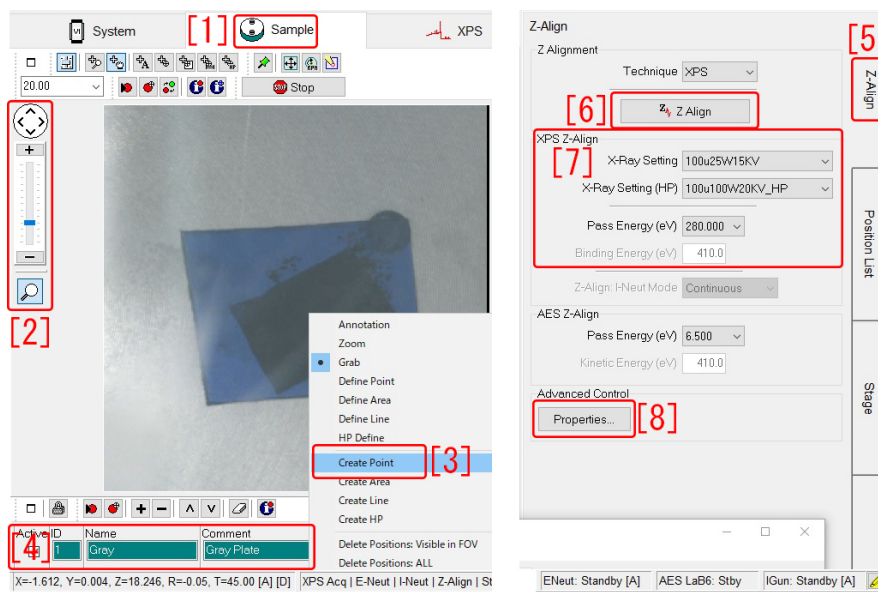 System
[1]
Sample
XPS
20.00
Stop
[2]
Annotation
Zoom
Grab
Define Point
Define Area
Define Line
HP Define
Create Point
[3]
Create Area
Create Line
Create HP
Delete Positions: Visible in FOV
Delete Positions: ALL
Active ID Name Comment
[4]
1 Gray Gray Plate
X=-1.612, Y=0.004, Z=18.246, R=-0.05, T=45.00 [A] [D] XPS Acq | E-Neut | I-Neut | Z-Align | St
Z-Align
[5
Z Alignment
Technique XPS
Z-Align
[6]
Z Align
XPS Z-Align
[7]
X-Ray Setting 100u25W15KV
X-Ray Setting (HP) 100u100W20KV_HP
Pass Energy (eV) 280.000
Position List
Binding Energy (eV) 410.0
Z-Align: I-Neut Mode Continuous
AES Z-Align
Pass Energy (eV) 6.500
Kinetic Energy (eV) 410.0
Stage
Advanced Control
Properties...
[8]
ENeut: Standby [A] AES LaB6: Stby IGun: Standby [A]